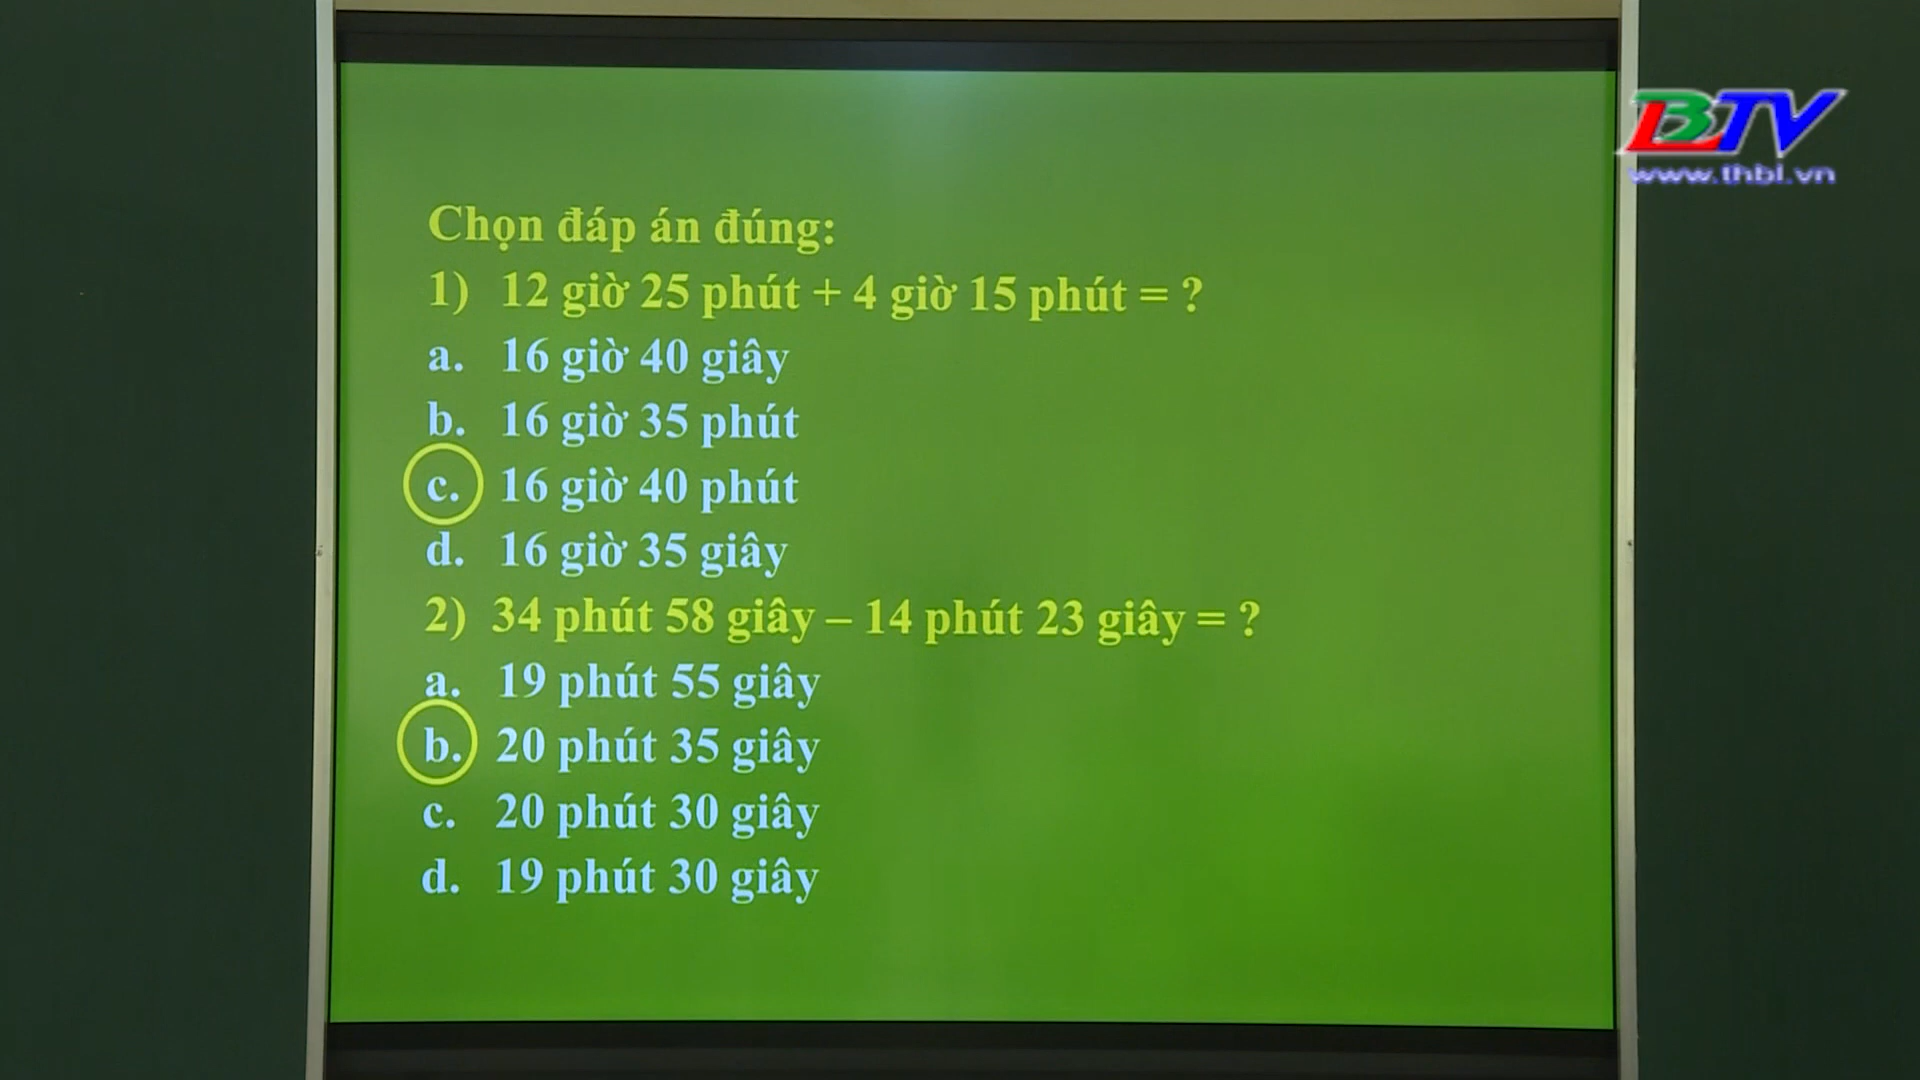 BTV
www.thbl.vn
Chọn đáp án đúng:
1) 12 giờ 25 phút + 4 giờ 15 phút = ?
a. 16 giờ 40 giây
b. 16 giờ 35 phút
c. 16 giờ 40 phút
d. 16 giờ 35 giây
2) 34 phút 58 giây – 14 phút 23 giây = ?
a. 19 phút 55 giây
b. 20 phút 35 giây
c. 20 phút 30 giây
d. 19 phút 30 giây